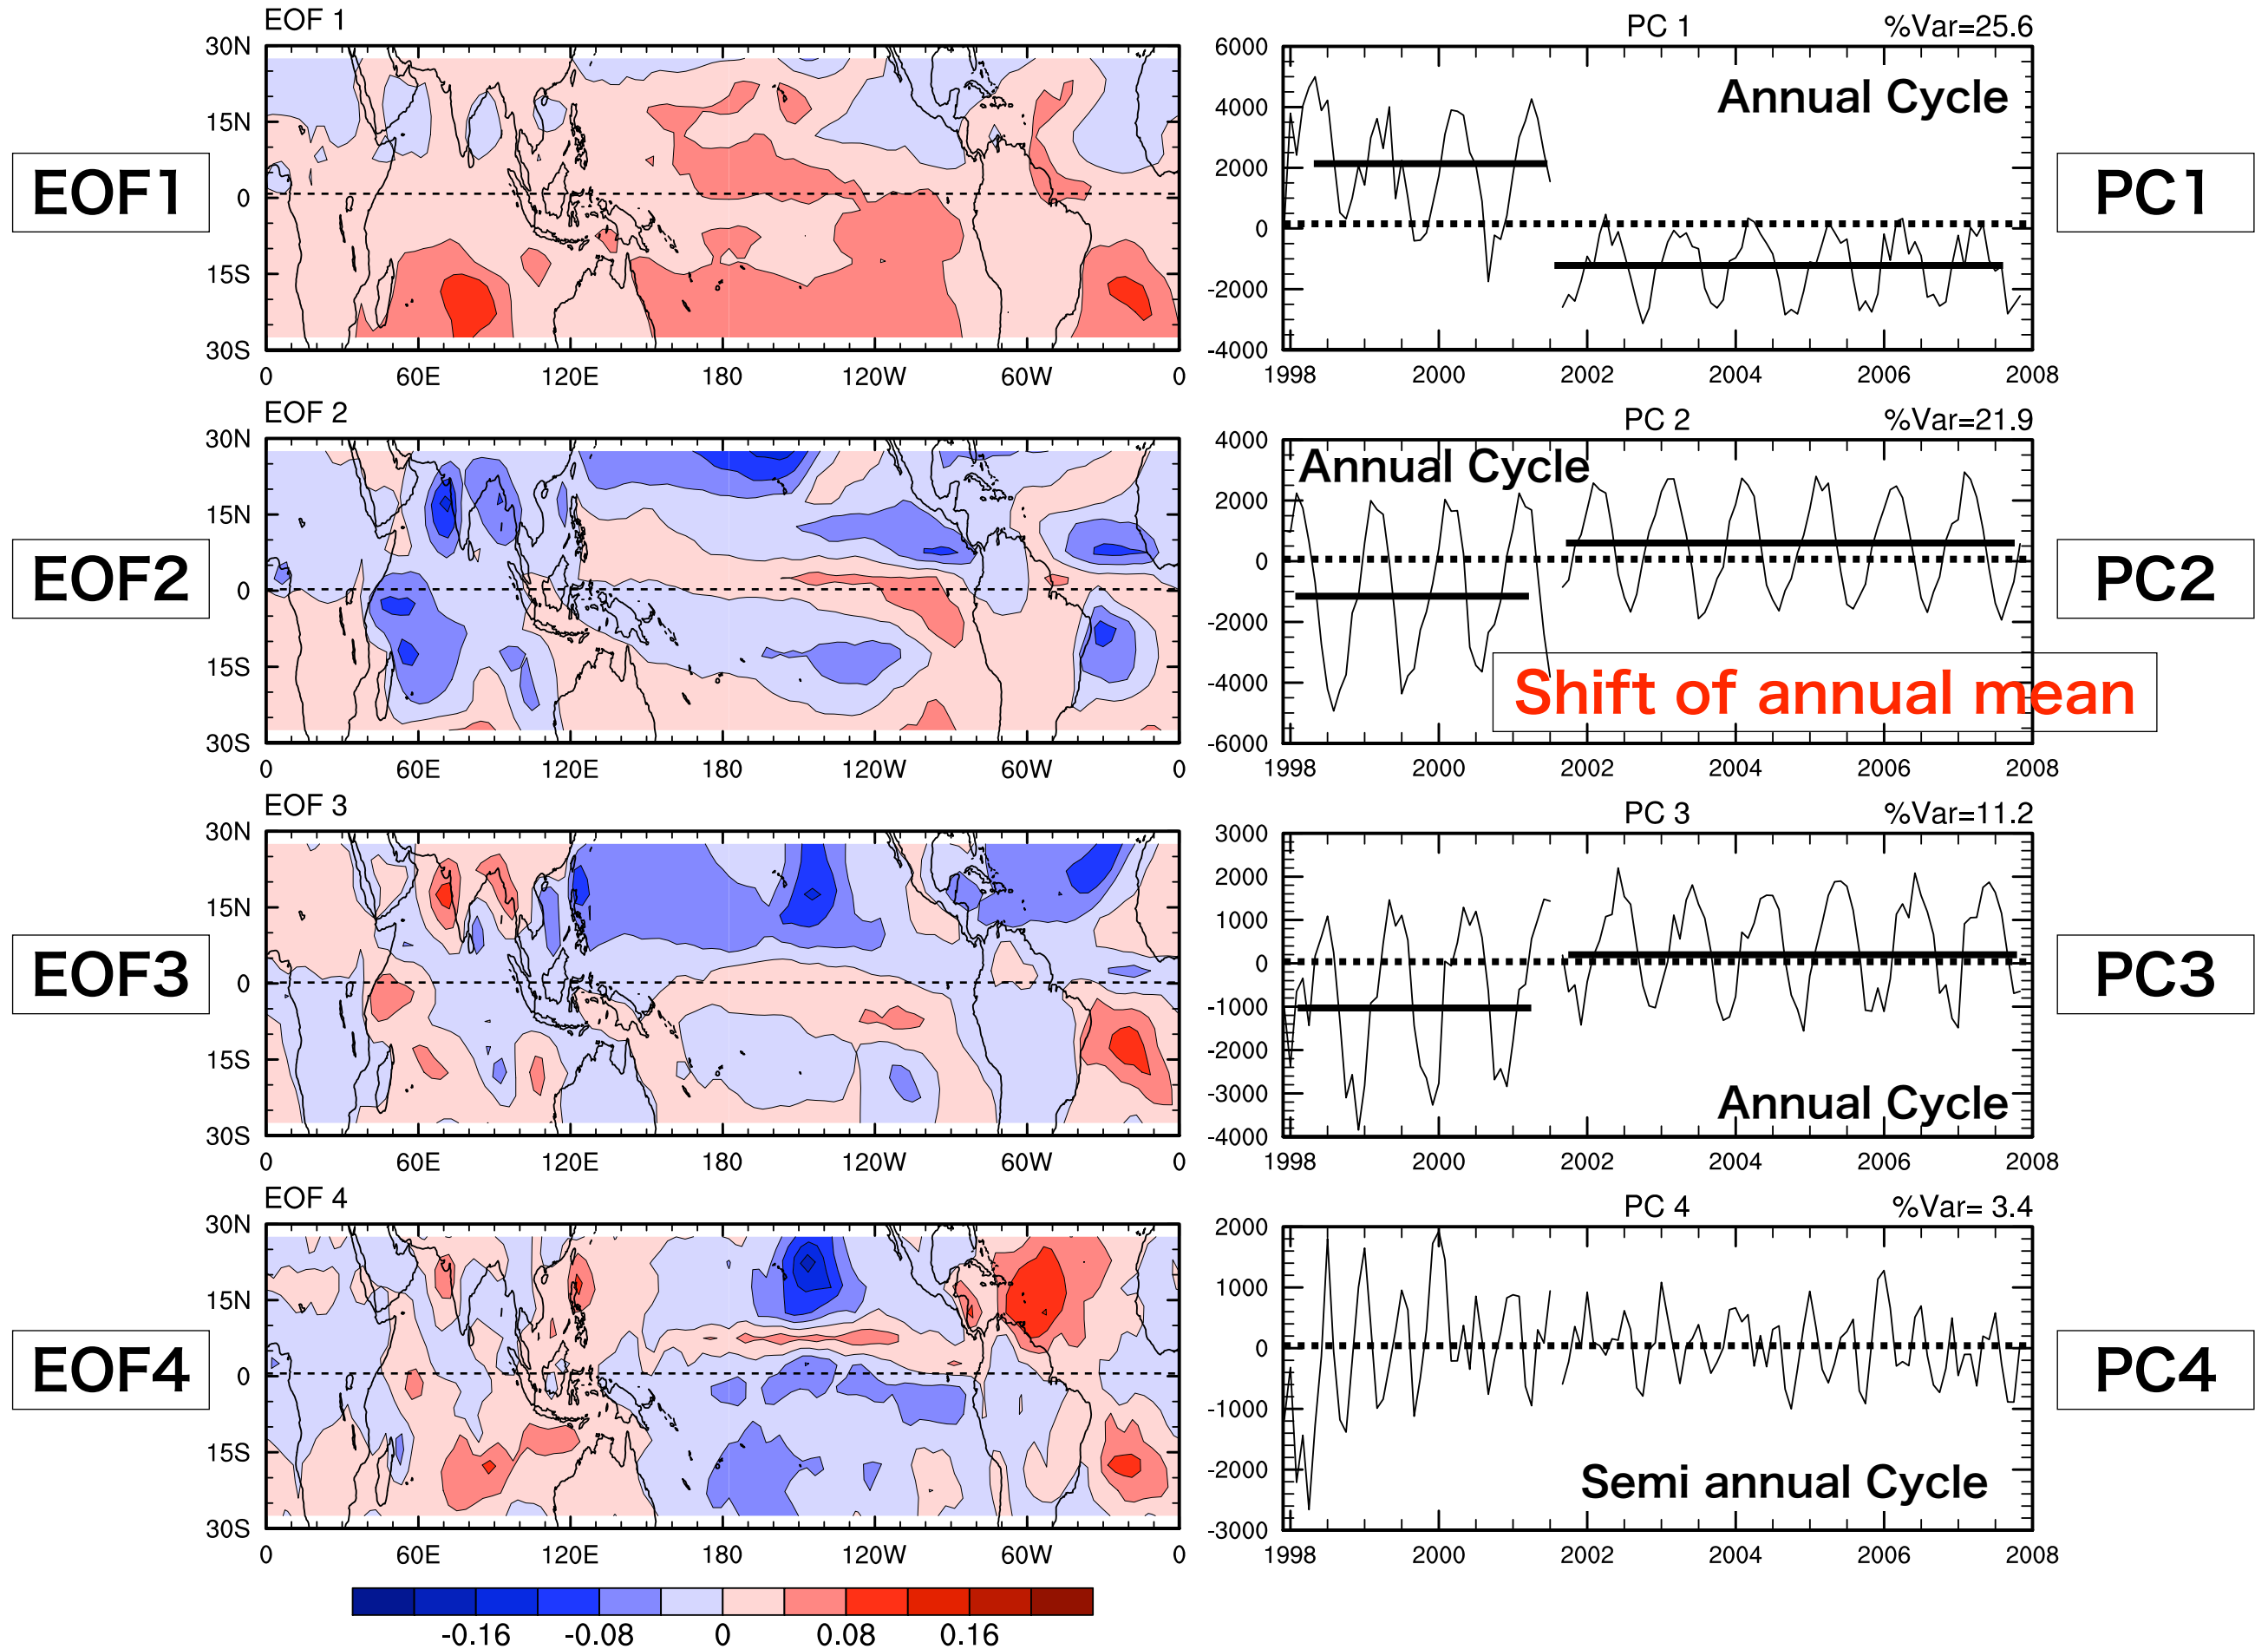 EOF 1
PC 1 %Var=25.6
EOF1
30N
15N
0
15S
30S
0 60E 120E 180 120W 60W 0
6000
4000
2000
0
-2000
-4000
1998 2000 2002 2004 2006 2008
Annual Cycle
PC1
EOF 2
PC 2 %Var=21.9
EOF2
30N
15N
0
15S
30S
0 60E 120E 180 120W 60W 0
4000
2000
0
-2000
-4000
-6000
1998 2000 2002 2004 2006 2008
Annual Cycle
Shift of annual mean
PC2
EOF 3
PC 3 %Var=11.2
EOF3
30N
15N
0
15S
30S
0 60E 120E 180 120W 60W 0
3000
2000
1000
0
-1000
-2000
-3000
-4000
1998 2000 2002 2004 2006 2008
Annual Cycle
PC3
EOF 4
PC 4 %Var= 3.4
EOF4
30N
15N
0
15S
30S
0 60E 120E 180 120W 60W 0
2000
1000
0
-1000
-2000
-3000
1998 2000 2002 2004 2006 2008
Semi annual Cycle
PC4
-0.16 -0.08 0 0.08 0.16